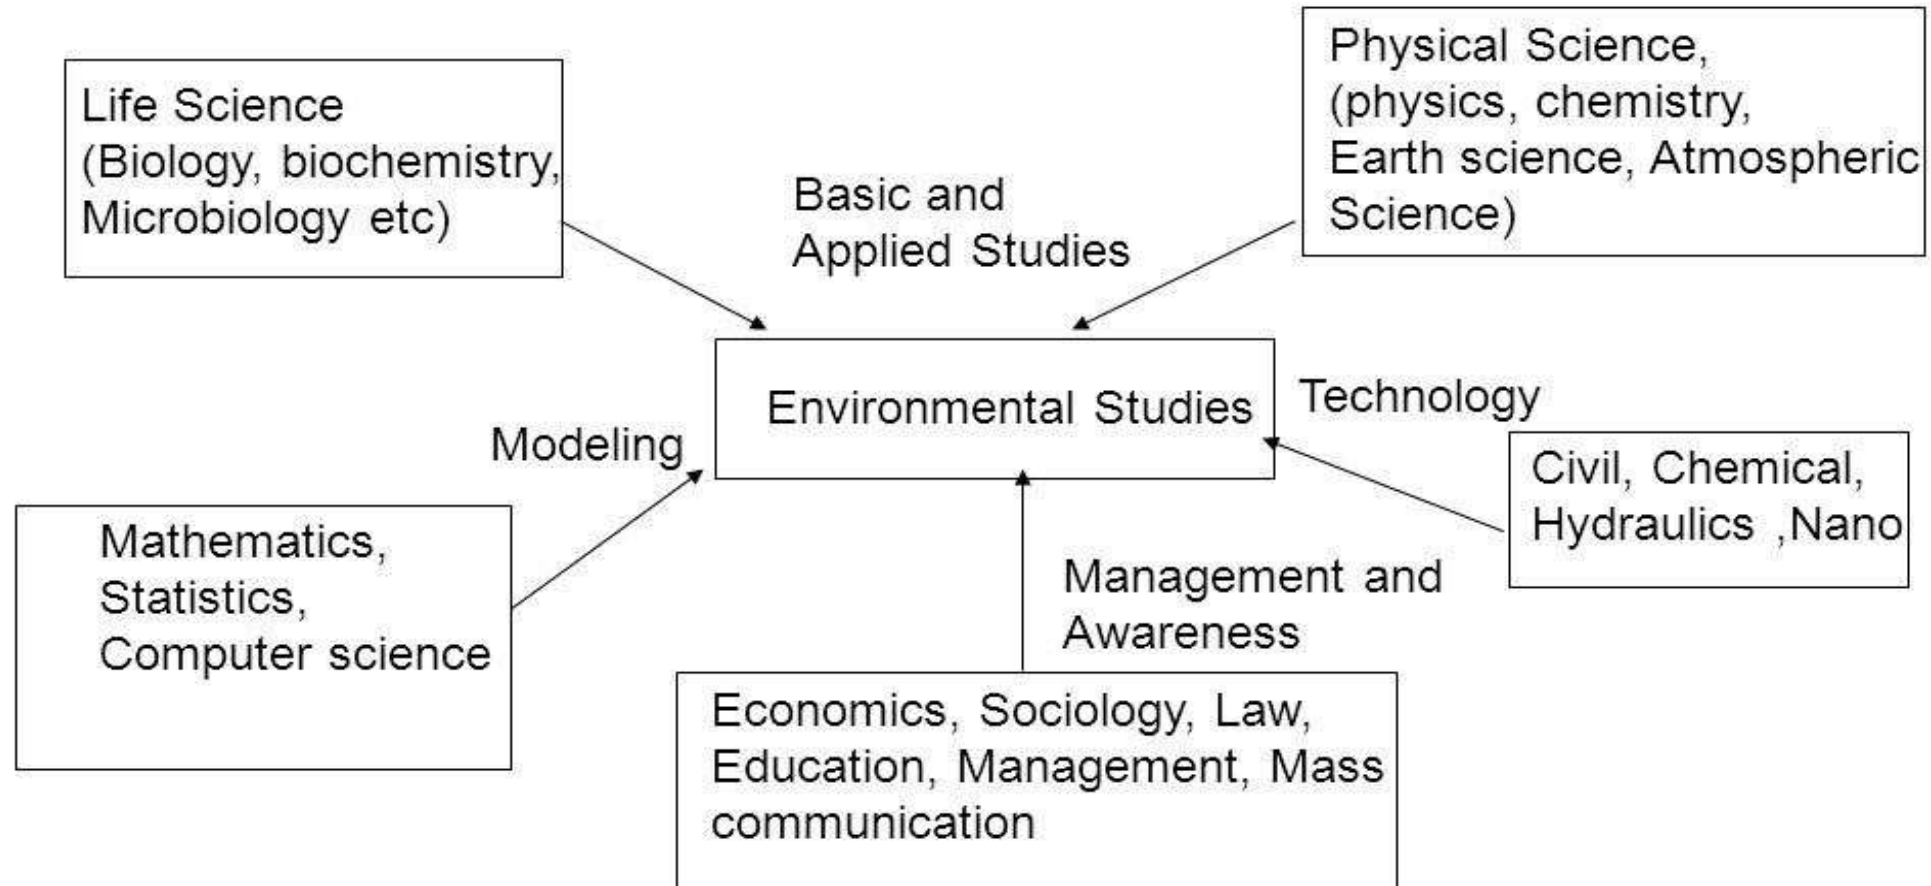 Life Science
(Biology, biochemistry,
Microbiology etc)
Basic and
Applied Studies
Physical Science,
(physics, chemistry,
Earth science, Atmospheric
Science)
Environmental Studies
Technology
Modeling
Civil, Chemical,
Hydraulics ,Nano
Mathematics,
Statistics,
Computer science
Management and
Awareness
Economics, Sociology, Law,
Education, Management, Mass
communication